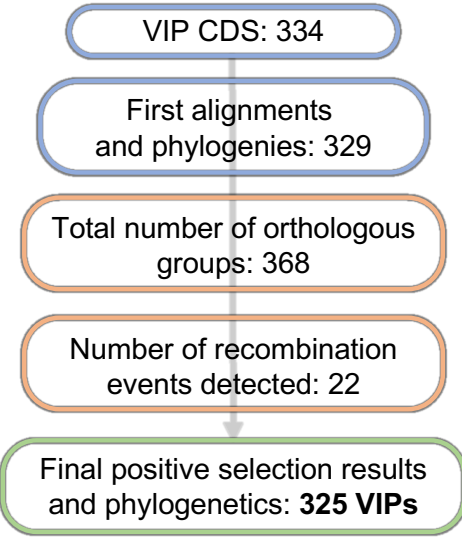 VIP CDS: 334
First alignments
and phylogenies: 329
Total number of orthologous
groups: 368
Number of recombination
events detected: 22
Final positive selection results
and phylogenetics: 325 VIPs